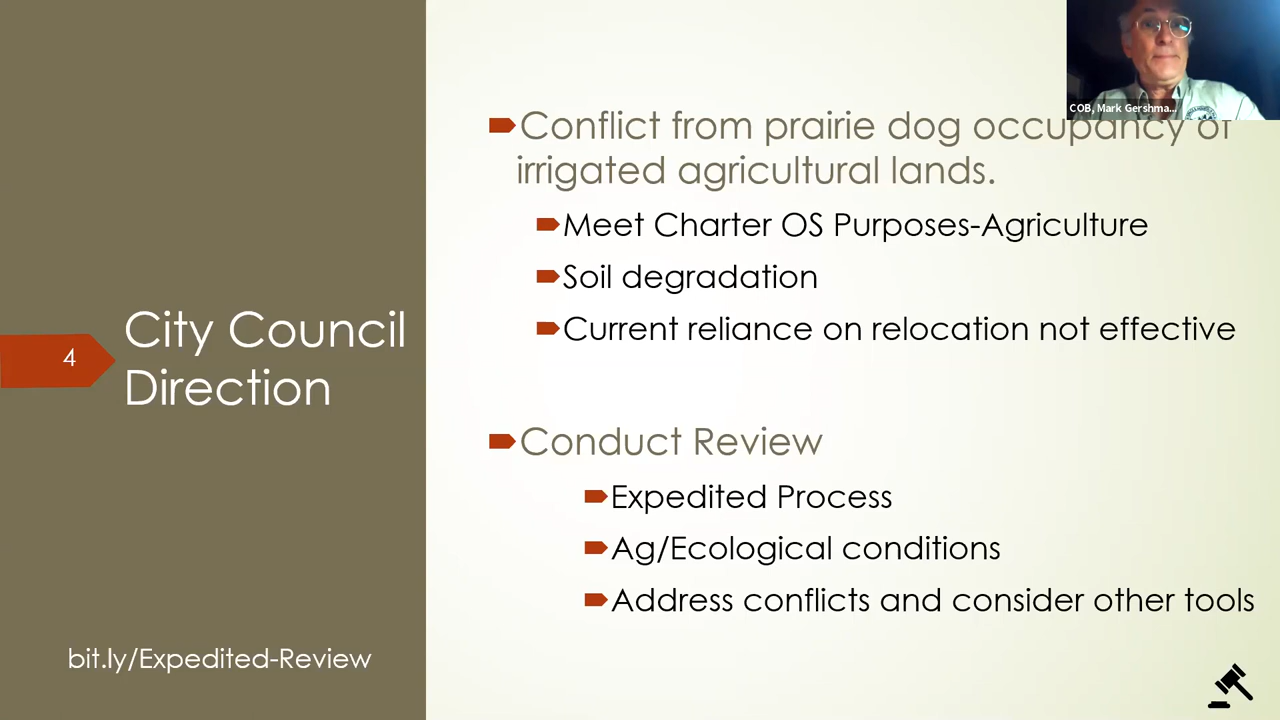 COB, Mark Gershma...
Conflict from prairie dog occupancy of
irrigated agricultural lands.
Meet Charter OS Purposes-Agriculture
Soil degradation
Current reliance on relocation not effective
4
City Council
Direction
Conduct Review
Expedited Process
Ag/Ecological conditions
Address conflicts and consider other tools
bit.ly/Expedited-Review